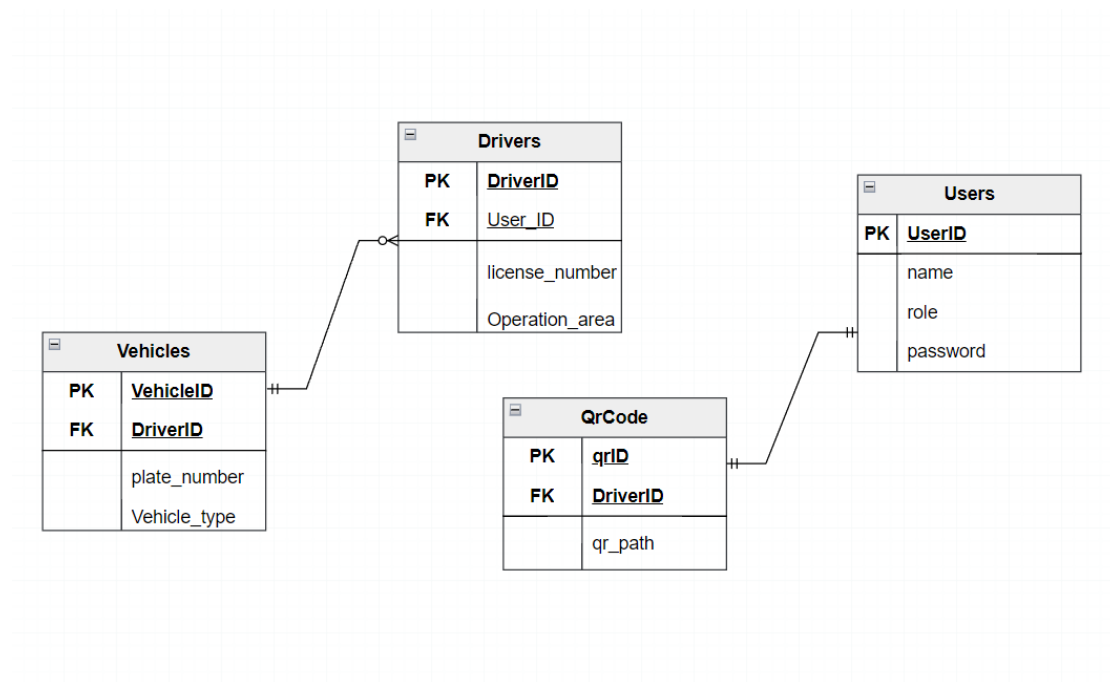 Drivers
PK DriverID
FK User_ID
license_number
Operation_area
Users
PK UserID
name
role
password
Vehicles
PK VehicleID
FK DriverID
plate_number
Vehicle_type
QrCode
PK qrID
FK DriverID
qr_path